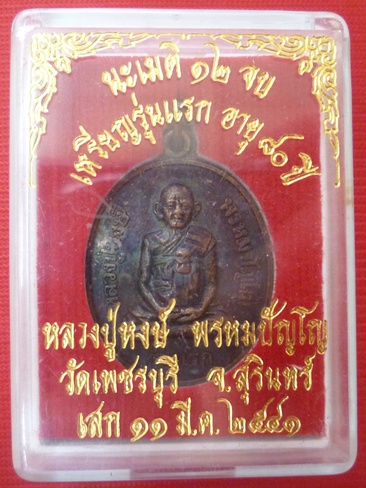 นะเมติ ๑๒ จบ
เหรียญรุ่นแรก อายุ ๘๐ ปี
หลวงปู่หงษ์ พรหมปัญโญ
วัดเพชรบุรี จ.สุรินทร์
เสก ๑๑ มี.ค. ๒๕๔๑